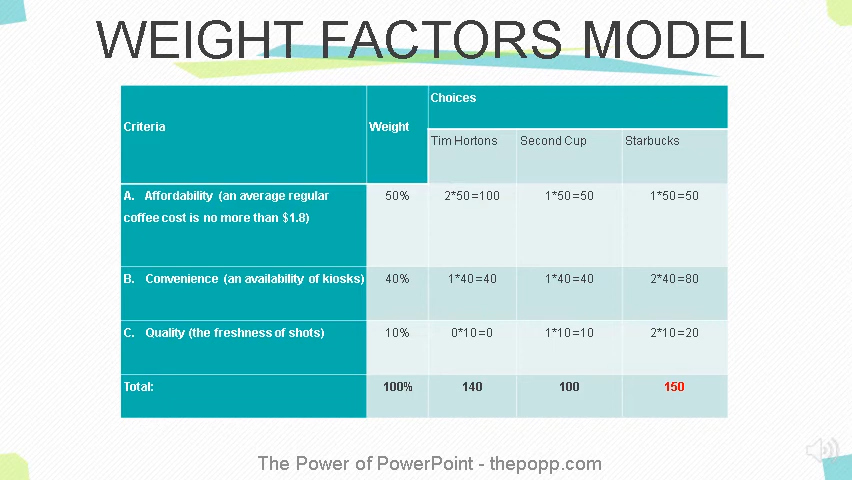 WEIGHT FACTORS MODEL
Criteria
Weight
Choices
Tim Hortons
Second Cup
Starbucks
A. Affordability (an average regular
coffee cost is no more than $1.8)
50%
2*50=100
1*50=50
1*50=50
B. Convenience (an availability of kiosks)
40%
1*40=40
1*40=40
2*40=80
C. Quality (the freshness of shots)
10%
0*10=0
1*10=10
2*10=20
Total:
100%
140
100
150
The Power of PowerPoint - thepopp.com